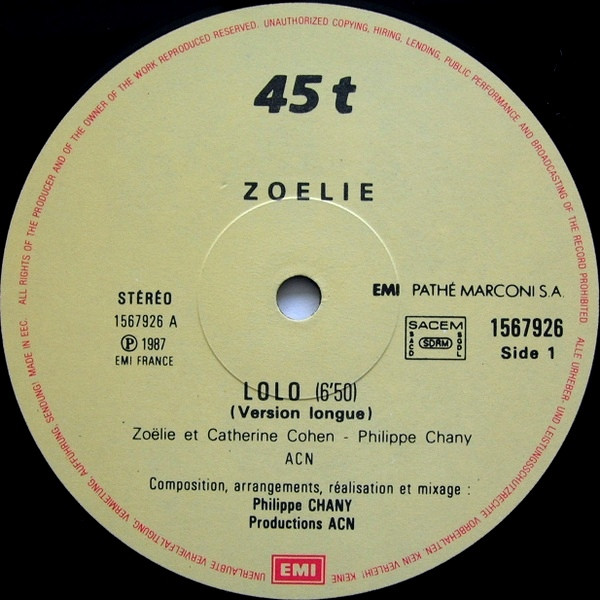 45 t
ZOELIE
STÉRÉO
1567926 A
Ⓟ 1987
EMI FRANCE
EMI PATHÉ MARCONI S.A.
SACEM
SACD
SDRM
SGDL
1567926
Side 1
LOLO (6'50)
(Version longue)
Zoëlie et Catherine Cohen - Philippe Chany
ACN
Composition, arrangements, réalisation et mixage :
Philippe CHANY
Productions ACN
EMI
ALL RIGHTS OF THE PRODUCER AND OF THE OWNER OF THE WORK REPRODUCED RESERVED. UNAUTHORIZED COPYING, HIRING, LENDING, PUBLIC PERFORMANCE AND BROADCASTING OF THE RECORD PROHIBITED.
ALLE URHEBER- UND LEISTUNGSSCHUTZRECHTE VORBEHALTEN. KEIN VERLEIH! KEINE UNERLAUBTE VERVIELFÄLTIGUNG, VERMIETUNG, AUFFÜHRUNG, SENDUNG! MADE IN EEC.